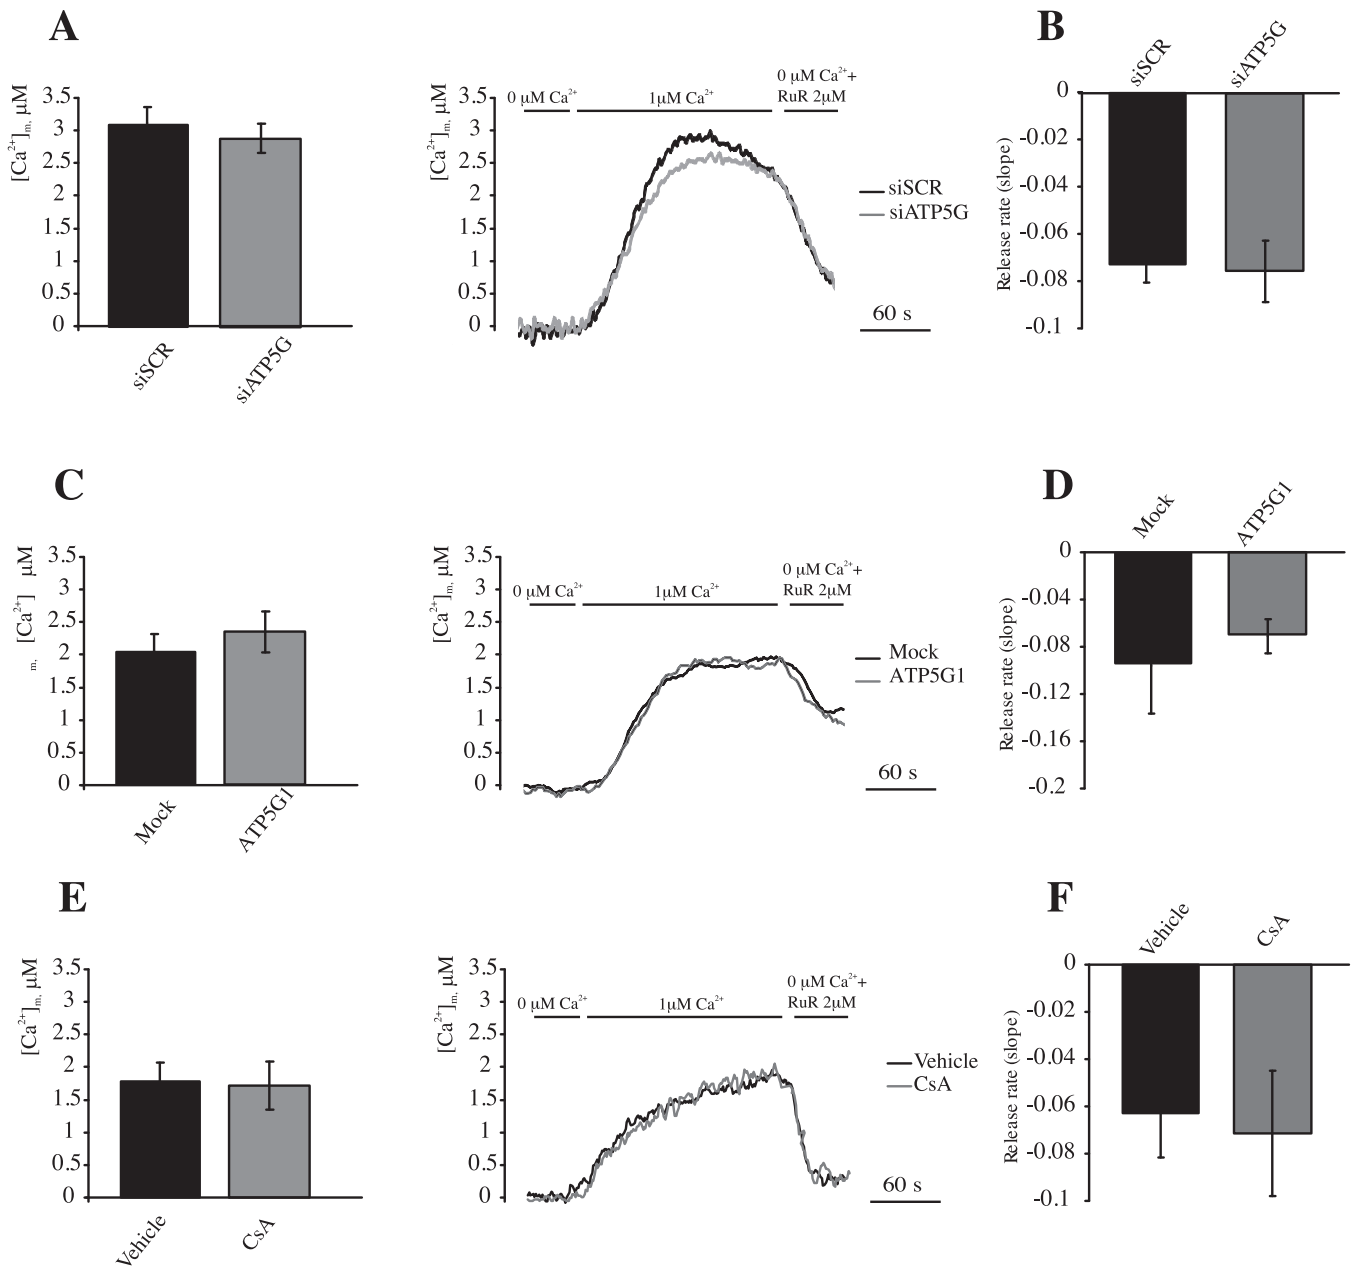 A
[Ca²⁺]m, μM
3.5
3
2.5
2
1.5
1
0.5
0
siSCR
siATP5G
[Ca²⁺]m, μM
3.5
3
2.5
2
1.5
1
0.5
0
0 μM Ca²⁺
1μM Ca²⁺
0 μM Ca²⁺+
RuR 2μM
siSCR
siATP5G
60 s
B
siSCR
siATP5G
Release rate (slope)
0
-0.02
-0.04
-0.06
-0.08
-0.1
C
m, [Ca²⁺] μM
3.5
3
2.5
2
1.5
1
0.5
0
Mock
ATP5G1
[Ca²⁺]m, μM
3.5
3
2.5
2
1.5
1
0.5
0
0 μM Ca²⁺
1μM Ca²⁺
0 μM Ca²⁺+
RuR 2μM
Mock
ATP5G1
60 s
D
Mock
ATP5G1
Release rate (slope)
0
-0.04
-0.08
-0.12
-0.16
-0.2
E
[Ca²⁺]m, μM
3.5
3
2.5
2
1.5
1
0.5
0
Vehicle
CsA
[Ca²⁺]m, μM
3.5
3
2.5
2
1.5
1
0.5
0
0 μM Ca²⁺
1μM Ca²⁺
0 μM Ca²⁺+
RuR 2μM
Vehicle
CsA
60 s
F
Vehicle
CsA
Release rate (slope)
0
-0.02
-0.04
-0.06
-0.08
-0.1